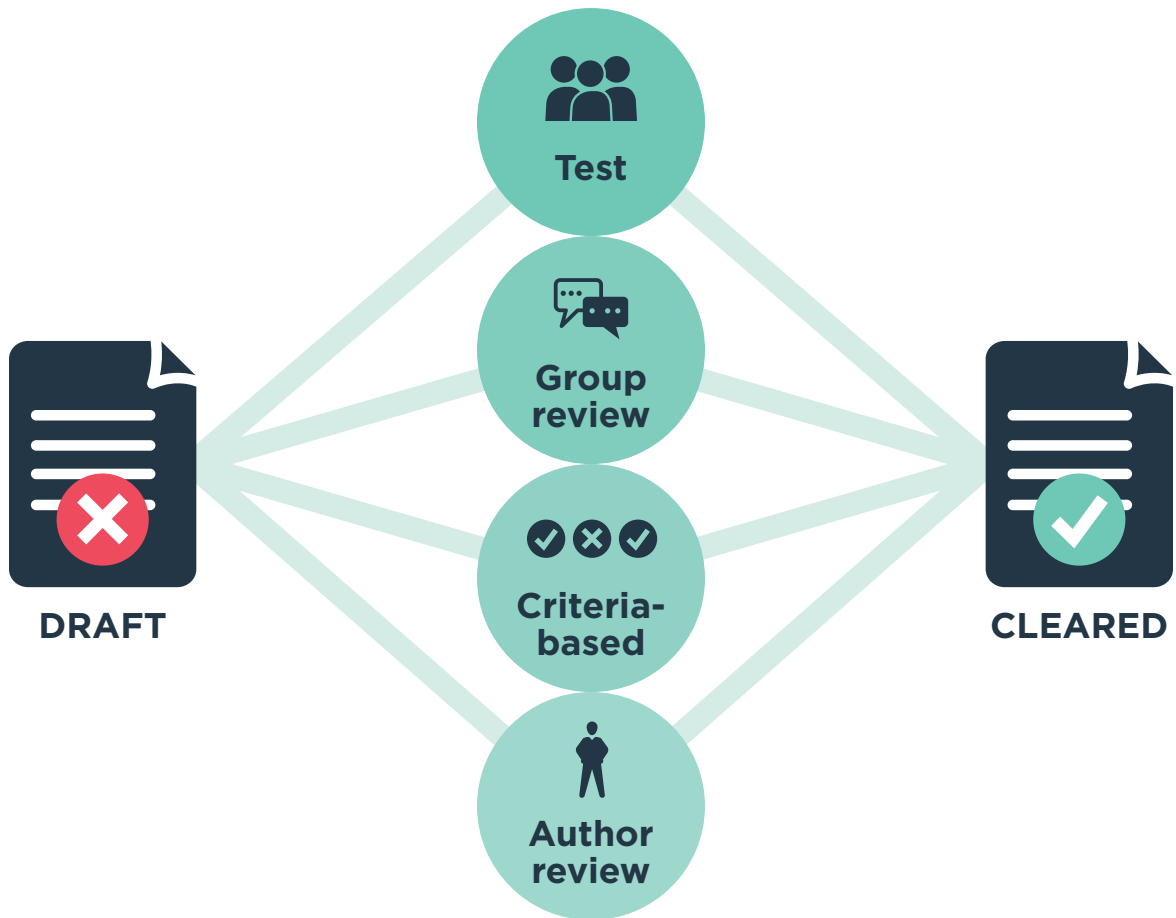 Test
Group
review
DRAFT
CLEARED
Criteria-
based
Author
review